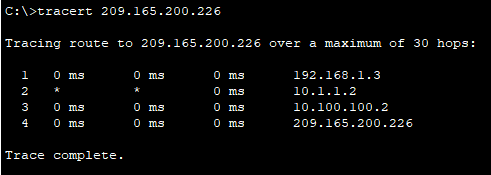 C:\>tracert 209.165.200.226
Tracing route to 209.165.200.226 over a maximum of 30 hops:
1 0 ms 0 ms 0 ms 192.168.1.3
2 * * 0 ms 10.1.1.2
3 0 ms 0 ms 0 ms 10.100.100.2
4 0 ms 0 ms 0 ms 209.165.200.226
Trace complete.